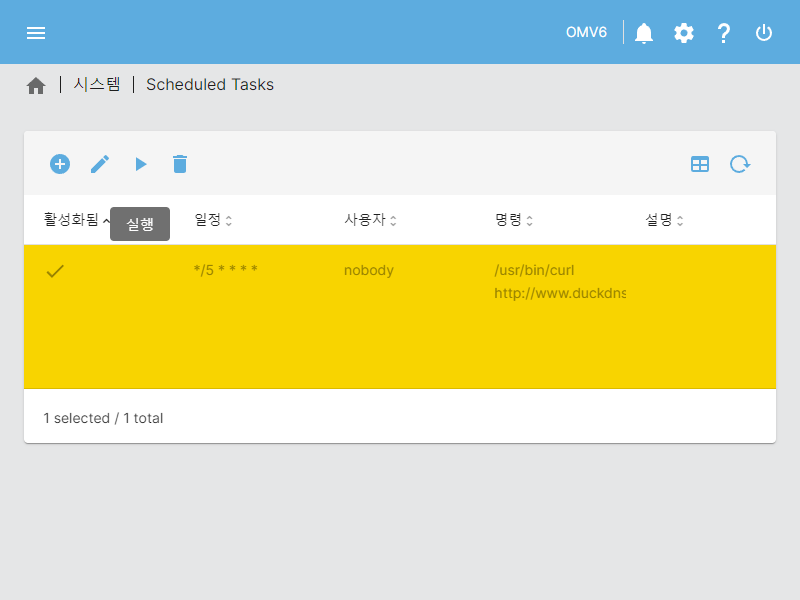 OMV6
시스템 | Scheduled Tasks
활성화됨 일정 사용자 명령 설명
실행
*/5 * * * * nobody /usr/bin/curl
http://www.duckdns
1 selected / 1 total